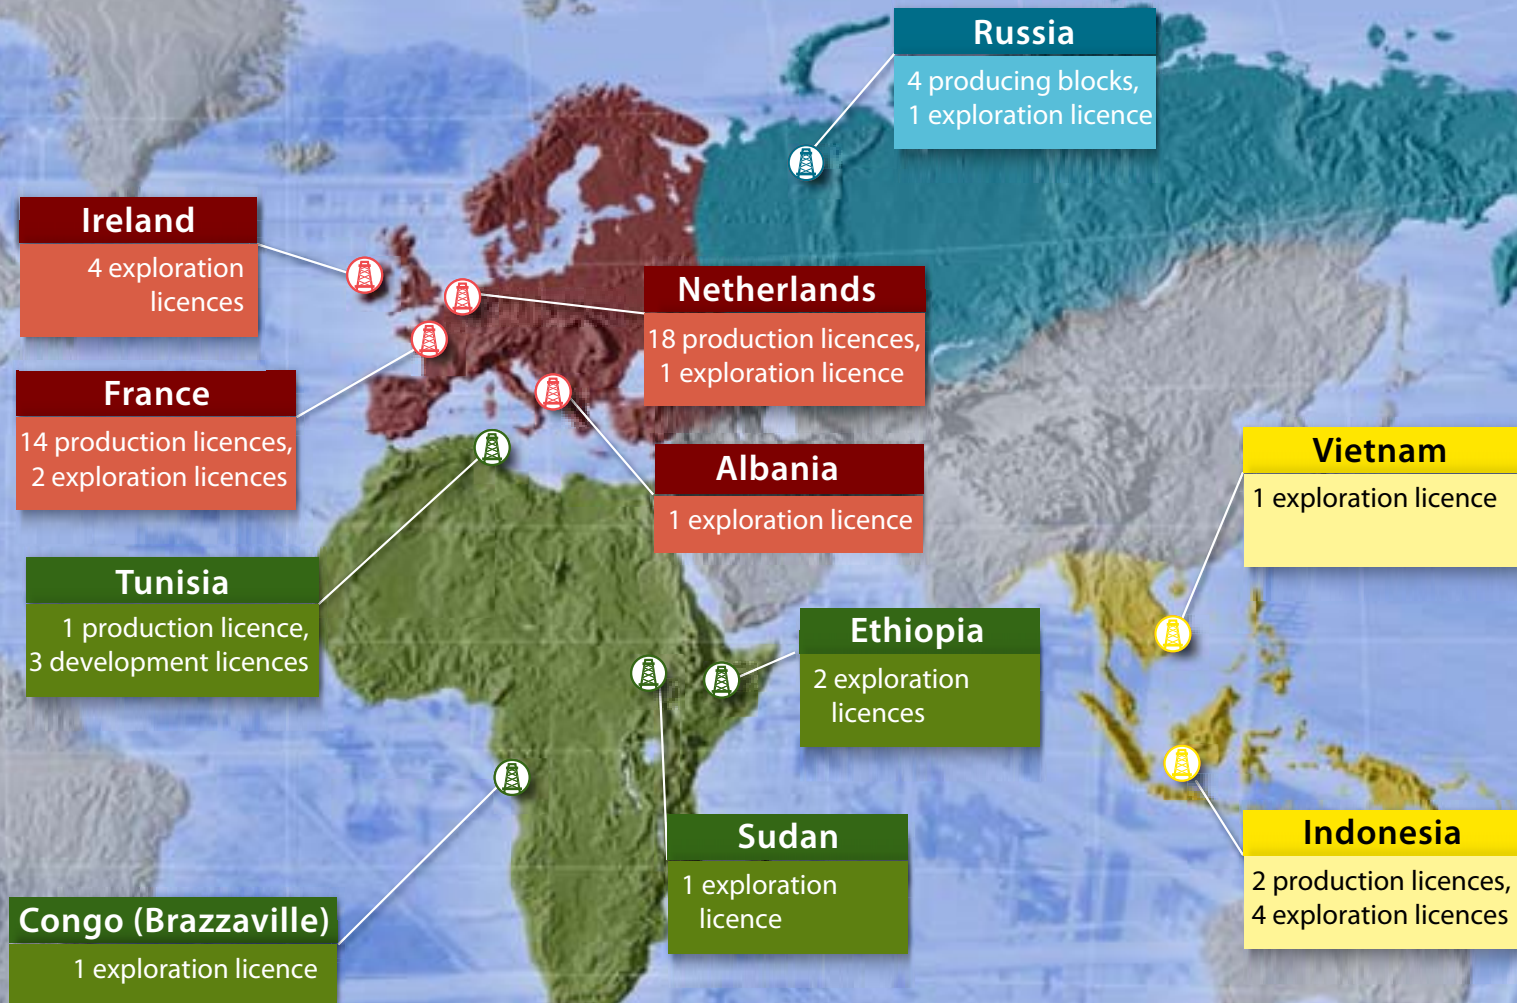 Russia
4 producing blocks,
1 exploration licence
Ireland
4 exploration
licences
Netherlands
18 production licences,
1 exploration licence
France
14 production licences,
2 exploration licences
Albania
1 exploration licence
Vietnam
1 exploration licence
Tunisia
1 production licence,
3 development licences
Ethiopia
2 exploration
licences
Sudan
1 exploration
licence
Indonesia
2 production licences,
4 exploration licences
Congo (Brazzaville)
1 exploration licence